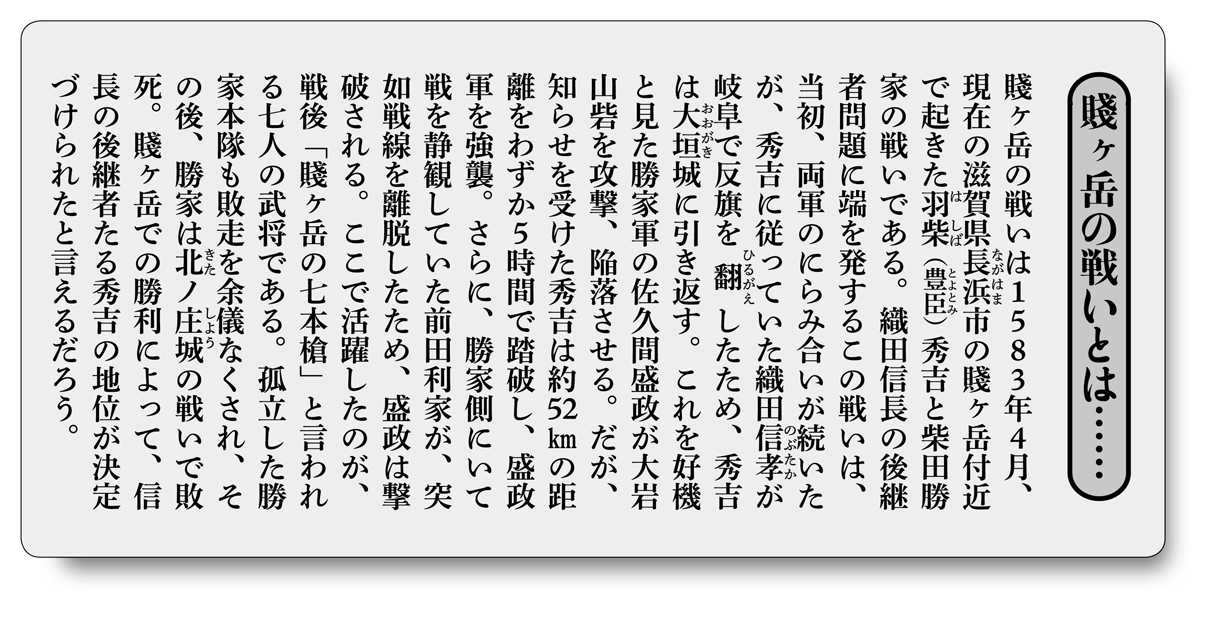 賤ヶ岳の戦いとは……
賤ヶ岳の戦いは1583年4月、
現在の滋賀県長浜市の賤ヶ岳付近
で起きた羽柴（豊臣）秀吉と柴田勝
家の戦いである。織田信長の後継
者問題に端を発するこの戦いは、
当初、両軍のにらみ合いが続いた
が、秀吉に従っていた織田信孝が
岐阜で反旗を翻したため、秀吉
は大垣城に引き返す。これを好機
と見た勝家軍の佐久間盛政が大岩
山砦を攻撃、陥落させる。だが、
知らせを受けた秀吉は約52㎞の距
離をわずか5時間で踏破し、盛政
軍を強襲。さらに、勝家側にいて
戦を静観していた前田利家が、突
如戦線を離脱したため、盛政は撃
破される。ここで活躍したのが、
戦後「賤ヶ岳の七本槍」と言われ
る七人の武将である。孤立した勝
家本隊も敗走を余儀なくされ、そ
の後、勝家は北ノ庄城の戦いで敗
死。賤ヶ岳での勝利によって、信
長の後継者たる秀吉の地位が決定
づけられたと言えるだろう。
ながはま
はしば
とよとみ
のぶたか
ひるがえ
おおがき
きた
しょう